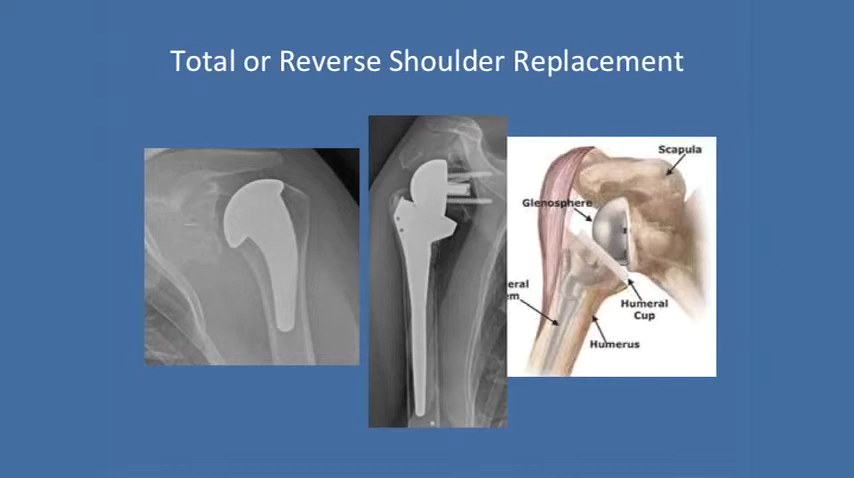 Total or Reverse Shoulder Replacement
Scapula
Glenosphere
eral
em
Humeral
Cup
Humerus